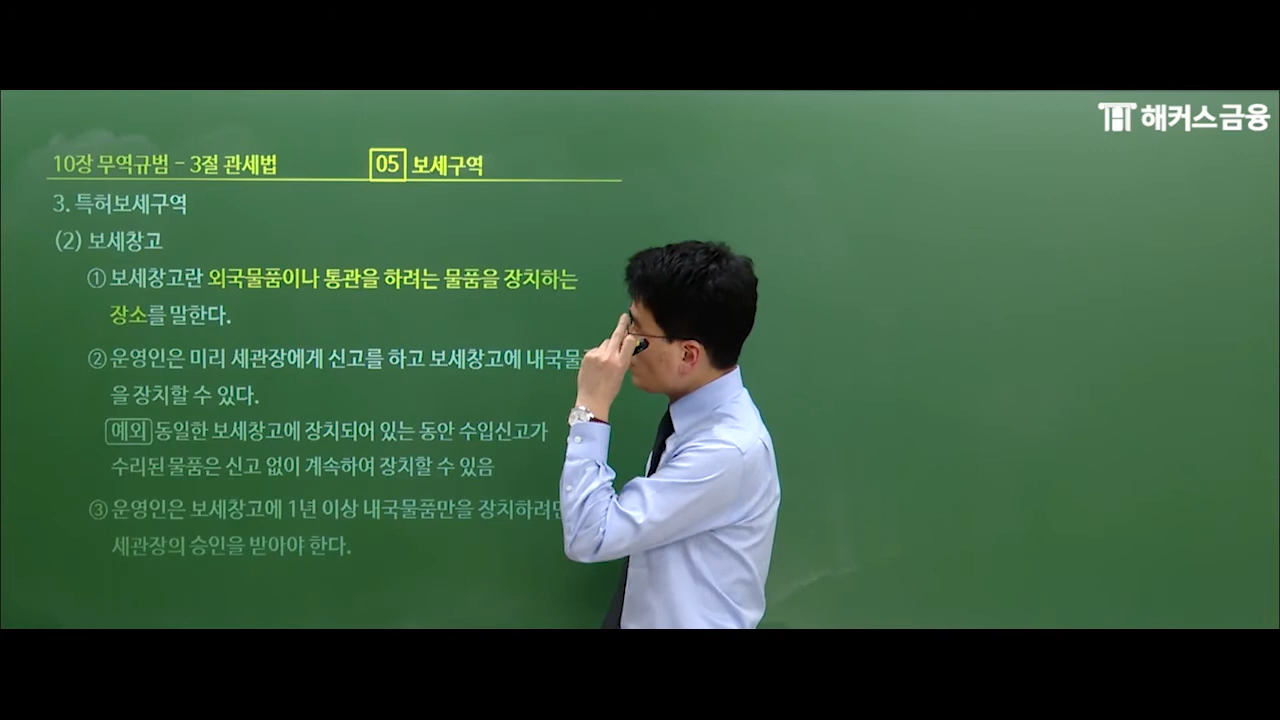 해커스금융
10장 무역규범 - 3절 관세법
05 보세구역
3. 특허보세구역
(2) 보세창고
① 보세창고란 외국물품이나 통관을 하려는 물품을 장치하는
장소를 말한다.
② 운영인은 미리 세관장에게 신고를 하고 보세창고에 내국물
을 장치할 수 있다.
예외 동일한 보세창고에 장치되어 있는 동안 수입신고가
수리된 물품은 신고 없이 계속하여 장치할 수 있음
③ 운영인은 보세창고에 1년 이상 내국물품만을 장치하려면
세관장의 승인을 받아야 한다.